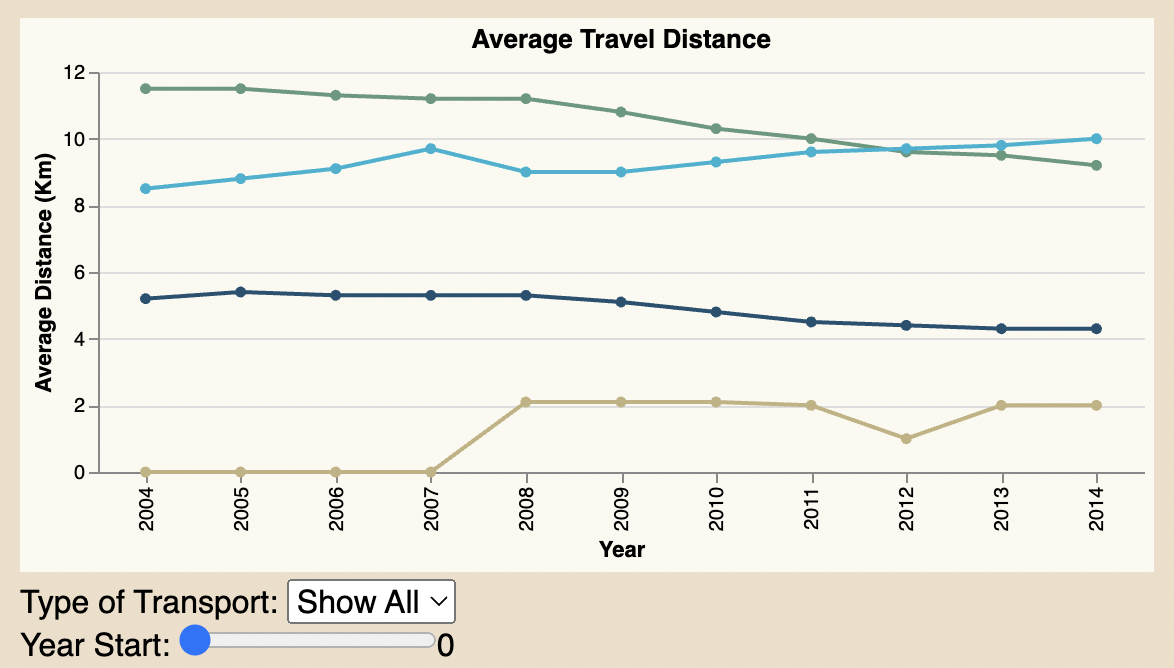 Average Travel Distance
12
10
8
6
4
2
0
Average Distance (Km)
2004 2005 2006 2007 2008 2009 2010 2011 2012 2013 2014
Year
Type of Transport: Show All
Year Start: 0